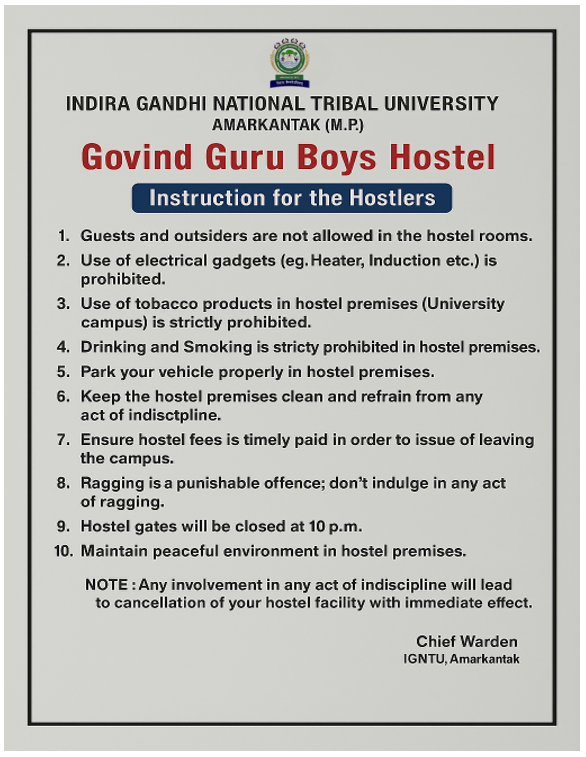 INDIRA GANDHI NATIONAL TRIBAL UNIVERSITY
AMARKANTAK (M.P.)
Govind Guru Boys Hostel
Instruction for the Hostlers
1. Guests and outsiders are not allowed in the hostel rooms.
2. Use of electrical gadgets (eg. Heater, Induction etc.) is
prohibited.
3. Use of tobacco products in hostel premises (University
campus) is strictly prohibited.
4. Drinking and Smoking is stricty prohibited in hostel premises.
5. Park your vehicle properly in hostel premises.
6. Keep the hostel premises clean and refrain from any
act of indisctpline.
7. Ensure hostel fees is timely paid in order to issue of leaving
the campus.
8. Ragging is a punishable offence; don't indulge in any act
of ragging.
9. Hostel gates will be closed at 10 p.m.
10. Maintain peaceful environment in hostel premises.
NOTE : Any involvement in any act of indiscipline will lead
to cancellation of your hostel facility with immediate effect.
Chief Warden
IGNTU, Amarkantak